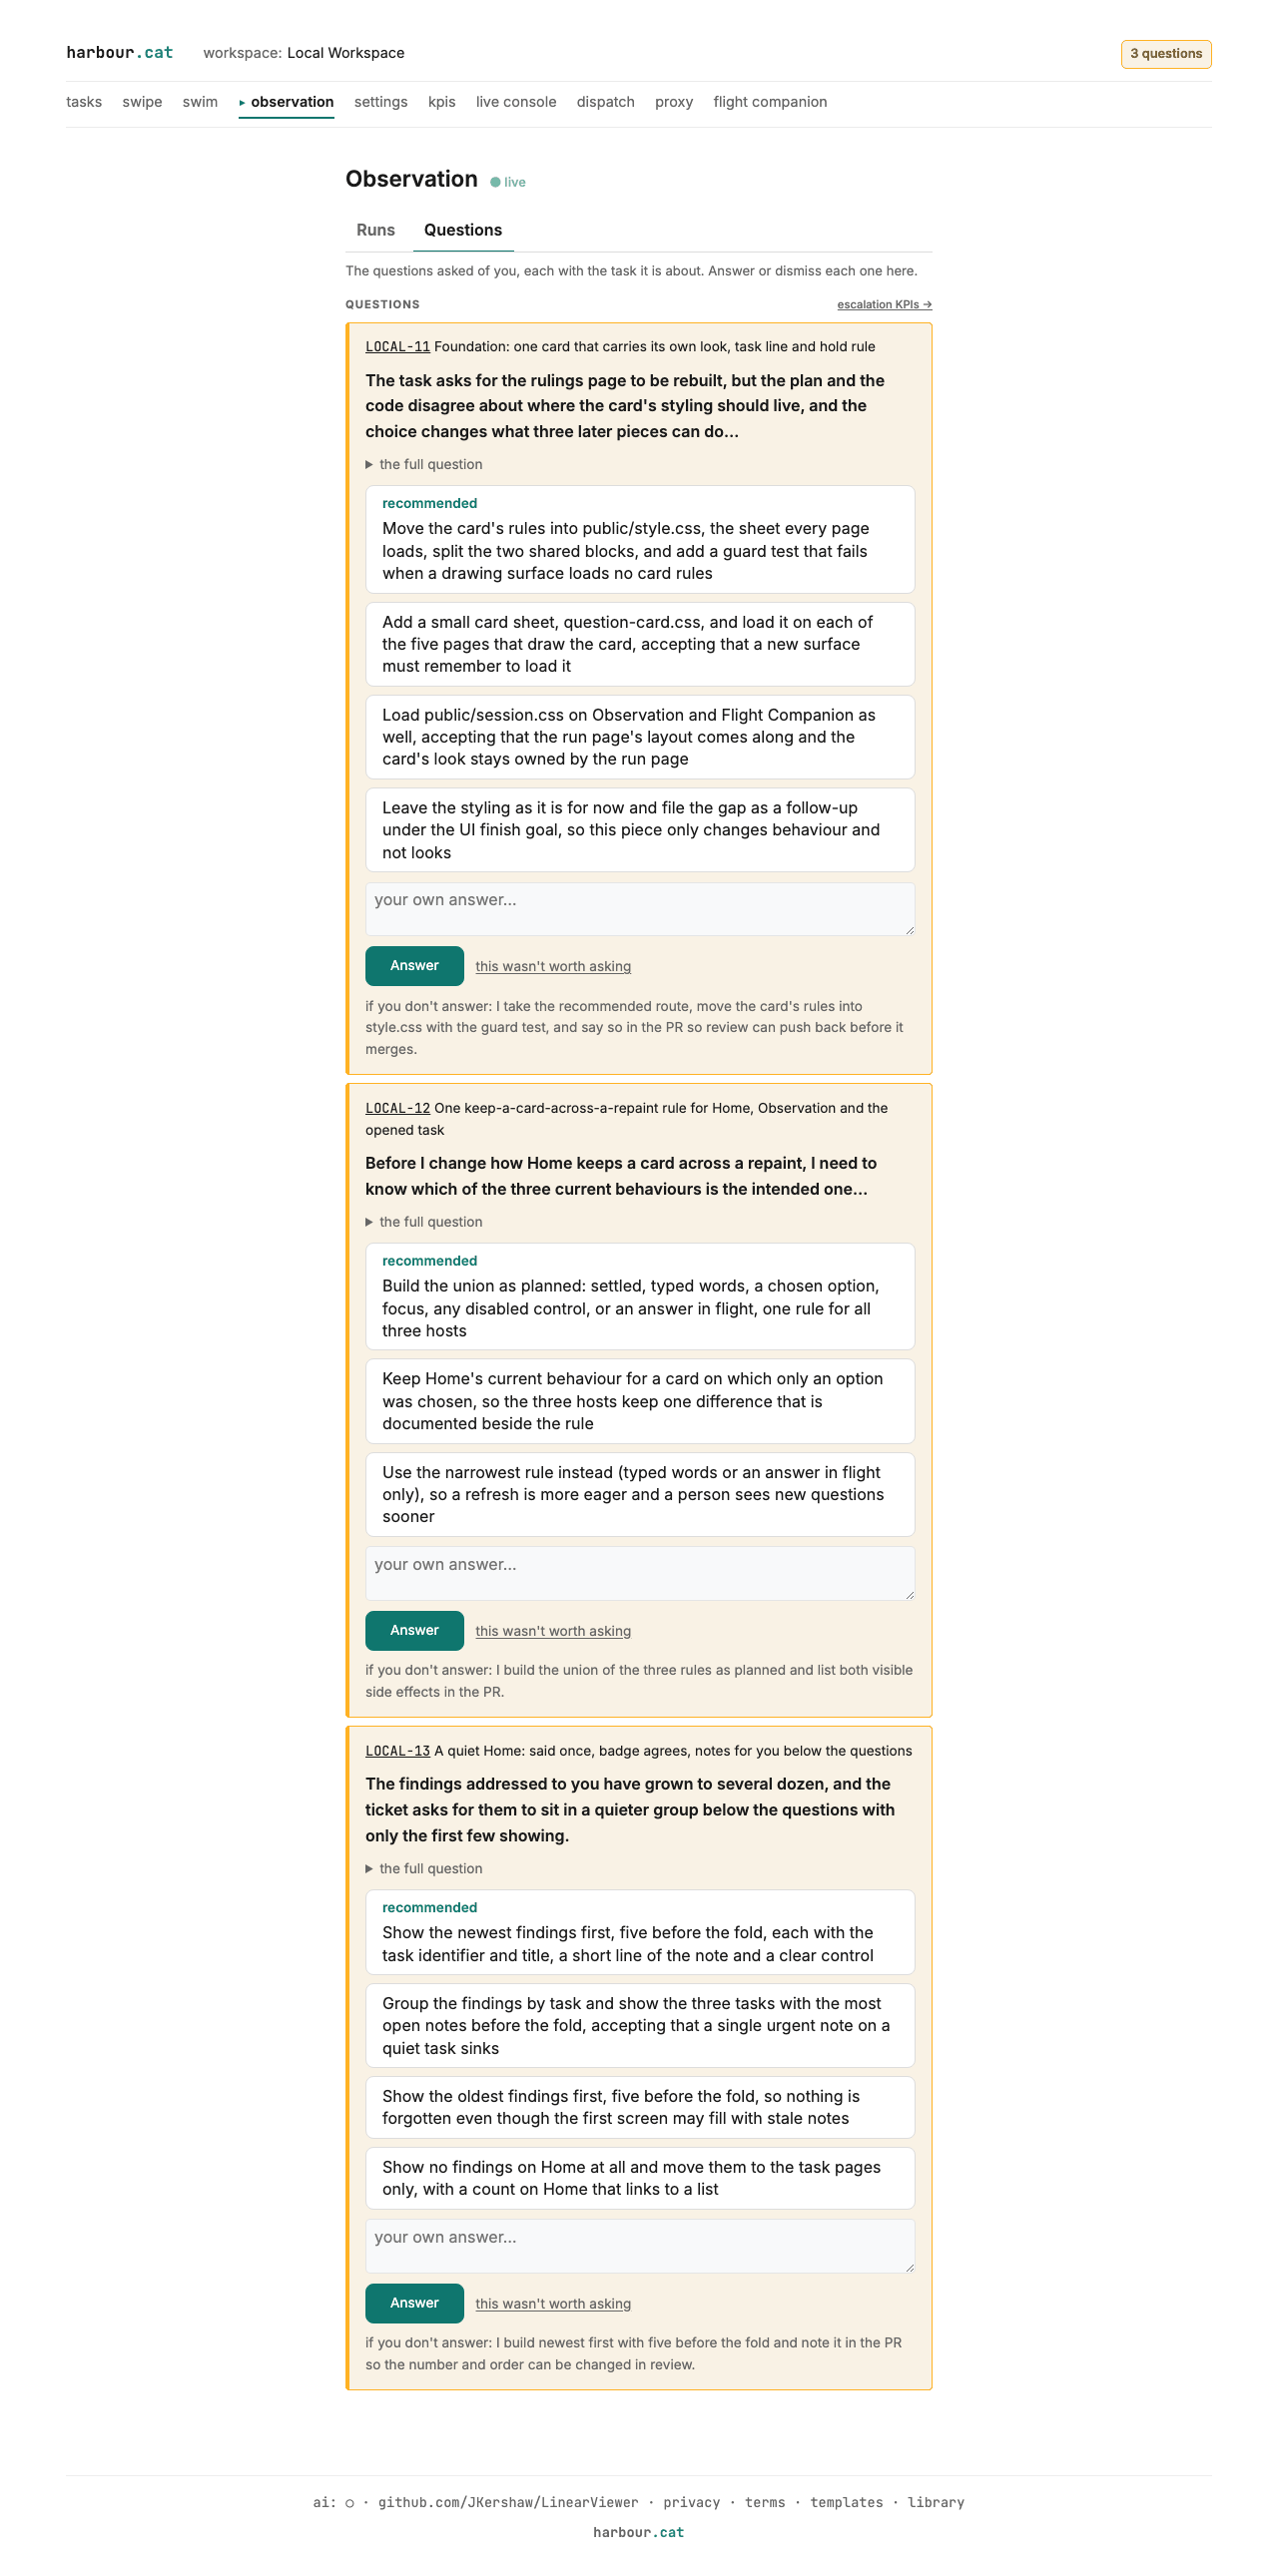 harbour.cat workspace: Local Workspace 3 questions
tasks swipe swim ▸ observation settings kpis live console dispatch proxy flight companion
Observation ● live
Runs Questions
The questions asked of you, each with the task it is about. Answer or dismiss each one here.
QUESTIONS escalation KPIs →
LOCAL-11 Foundation: one card that carries its own look, task line and hold rule
The task asks for the rulings page to be rebuilt, but the plan and the
code disagree about where the card's styling should live, and the
choice changes what three later pieces can do…
▶ the full question
recommended
Move the card's rules into public/style.css, the sheet every page
loads, split the two shared blocks, and add a guard test that fails
when a drawing surface loads no card rules
Add a small card sheet, question-card.css, and load it on each of
the five pages that draw the card, accepting that a new surface
must remember to load it
Load public/session.css on Observation and Flight Companion as
well, accepting that the run page's layout comes along and the
card's look stays owned by the run page
Leave the styling as it is for now and file the gap as a follow-up
under the UI finish goal, so this piece only changes behaviour and
not looks
your own answer…
Answer this wasn't worth asking
if you don't answer: I take the recommended route, move the card's rules into
style.css with the guard test, and say so in the PR so review can push back before it
merges.
LOCAL-12 One keep-a-card-across-a-repaint rule for Home, Observation and the
opened task
Before I change how Home keeps a card across a repaint, I need to
know which of the three current behaviours is the intended one…
▶ the full question
recommended
Build the union as planned: settled, typed words, a chosen option,
focus, any disabled control, or an answer in flight, one rule for all
three hosts
Keep Home's current behaviour for a card on which only an option
was chosen, so the three hosts keep one difference that is
documented beside the rule
Use the narrowest rule instead (typed words or an answer in flight
only), so a refresh is more eager and a person sees new questions
sooner
your own answer…
Answer this wasn't worth asking
if you don't answer: I build the union of the three rules as planned and list both visible
side effects in the PR.
LOCAL-13 A quiet Home: said once, badge agrees, notes for you below the questions
The findings addressed to you have grown to several dozen, and the
ticket asks for them to sit in a quieter group below the questions with
only the first few showing.
▶ the full question
recommended
Show the newest findings first, five before the fold, each with the
task identifier and title, a short line of the note and a clear control
Group the findings by task and show the three tasks with the most
open notes before the fold, accepting that a single urgent note on a
quiet task sinks
Show the oldest findings first, five before the fold, so nothing is
forgotten even though the first screen may fill with stale notes
Show no findings on Home at all and move them to the task pages
only, with a count on Home that links to a list
your own answer…
Answer this wasn't worth asking
if you don't answer: I build newest first with five before the fold and note it in the PR
so the number and order can be changed in review.
ai: ○ · github.com/JKershaw/LinearViewer · privacy · terms · templates · library
harbour.cat